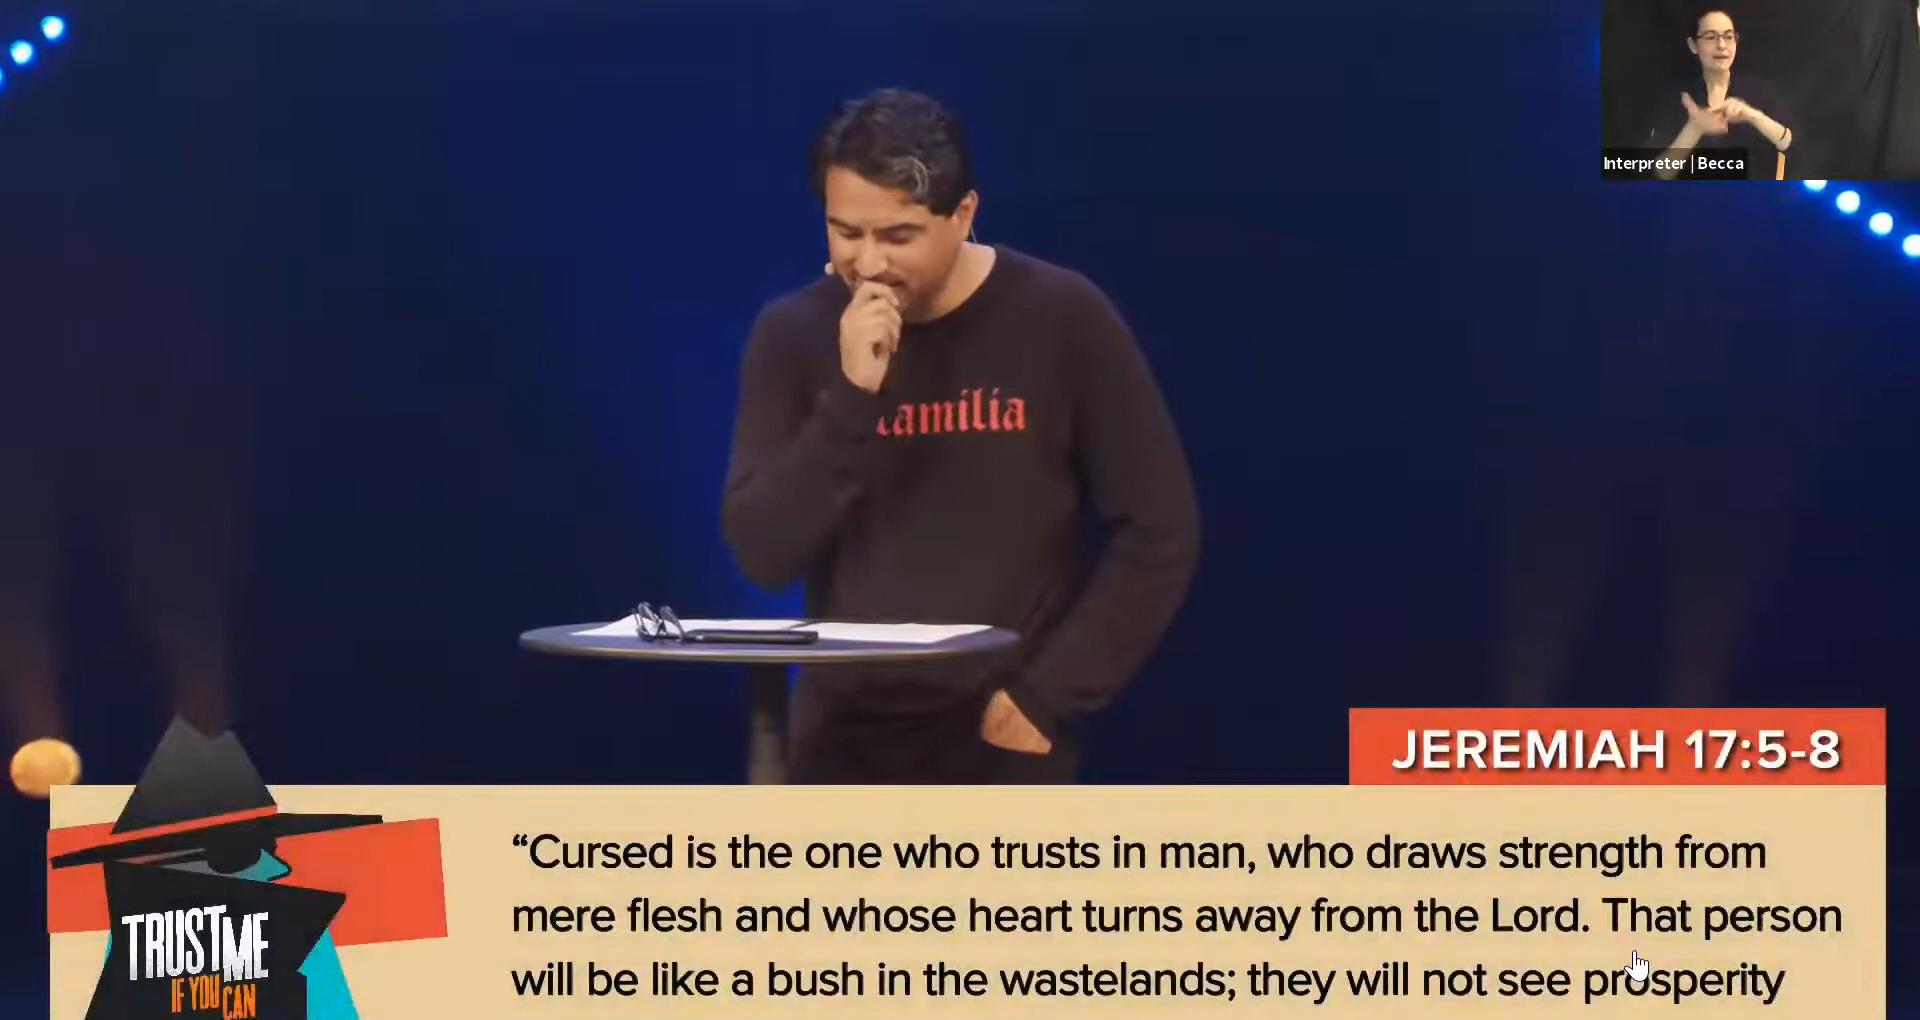 Interpreter | Becca
familia
JEREMIAH 17:5-8
“Cursed is the one who trusts in man, who draws strength from
mere flesh and whose heart turns away from the Lord. That person
will be like a bush in the wastelands; they will not see prosperity
TRUST ME
IF YOU
CAN